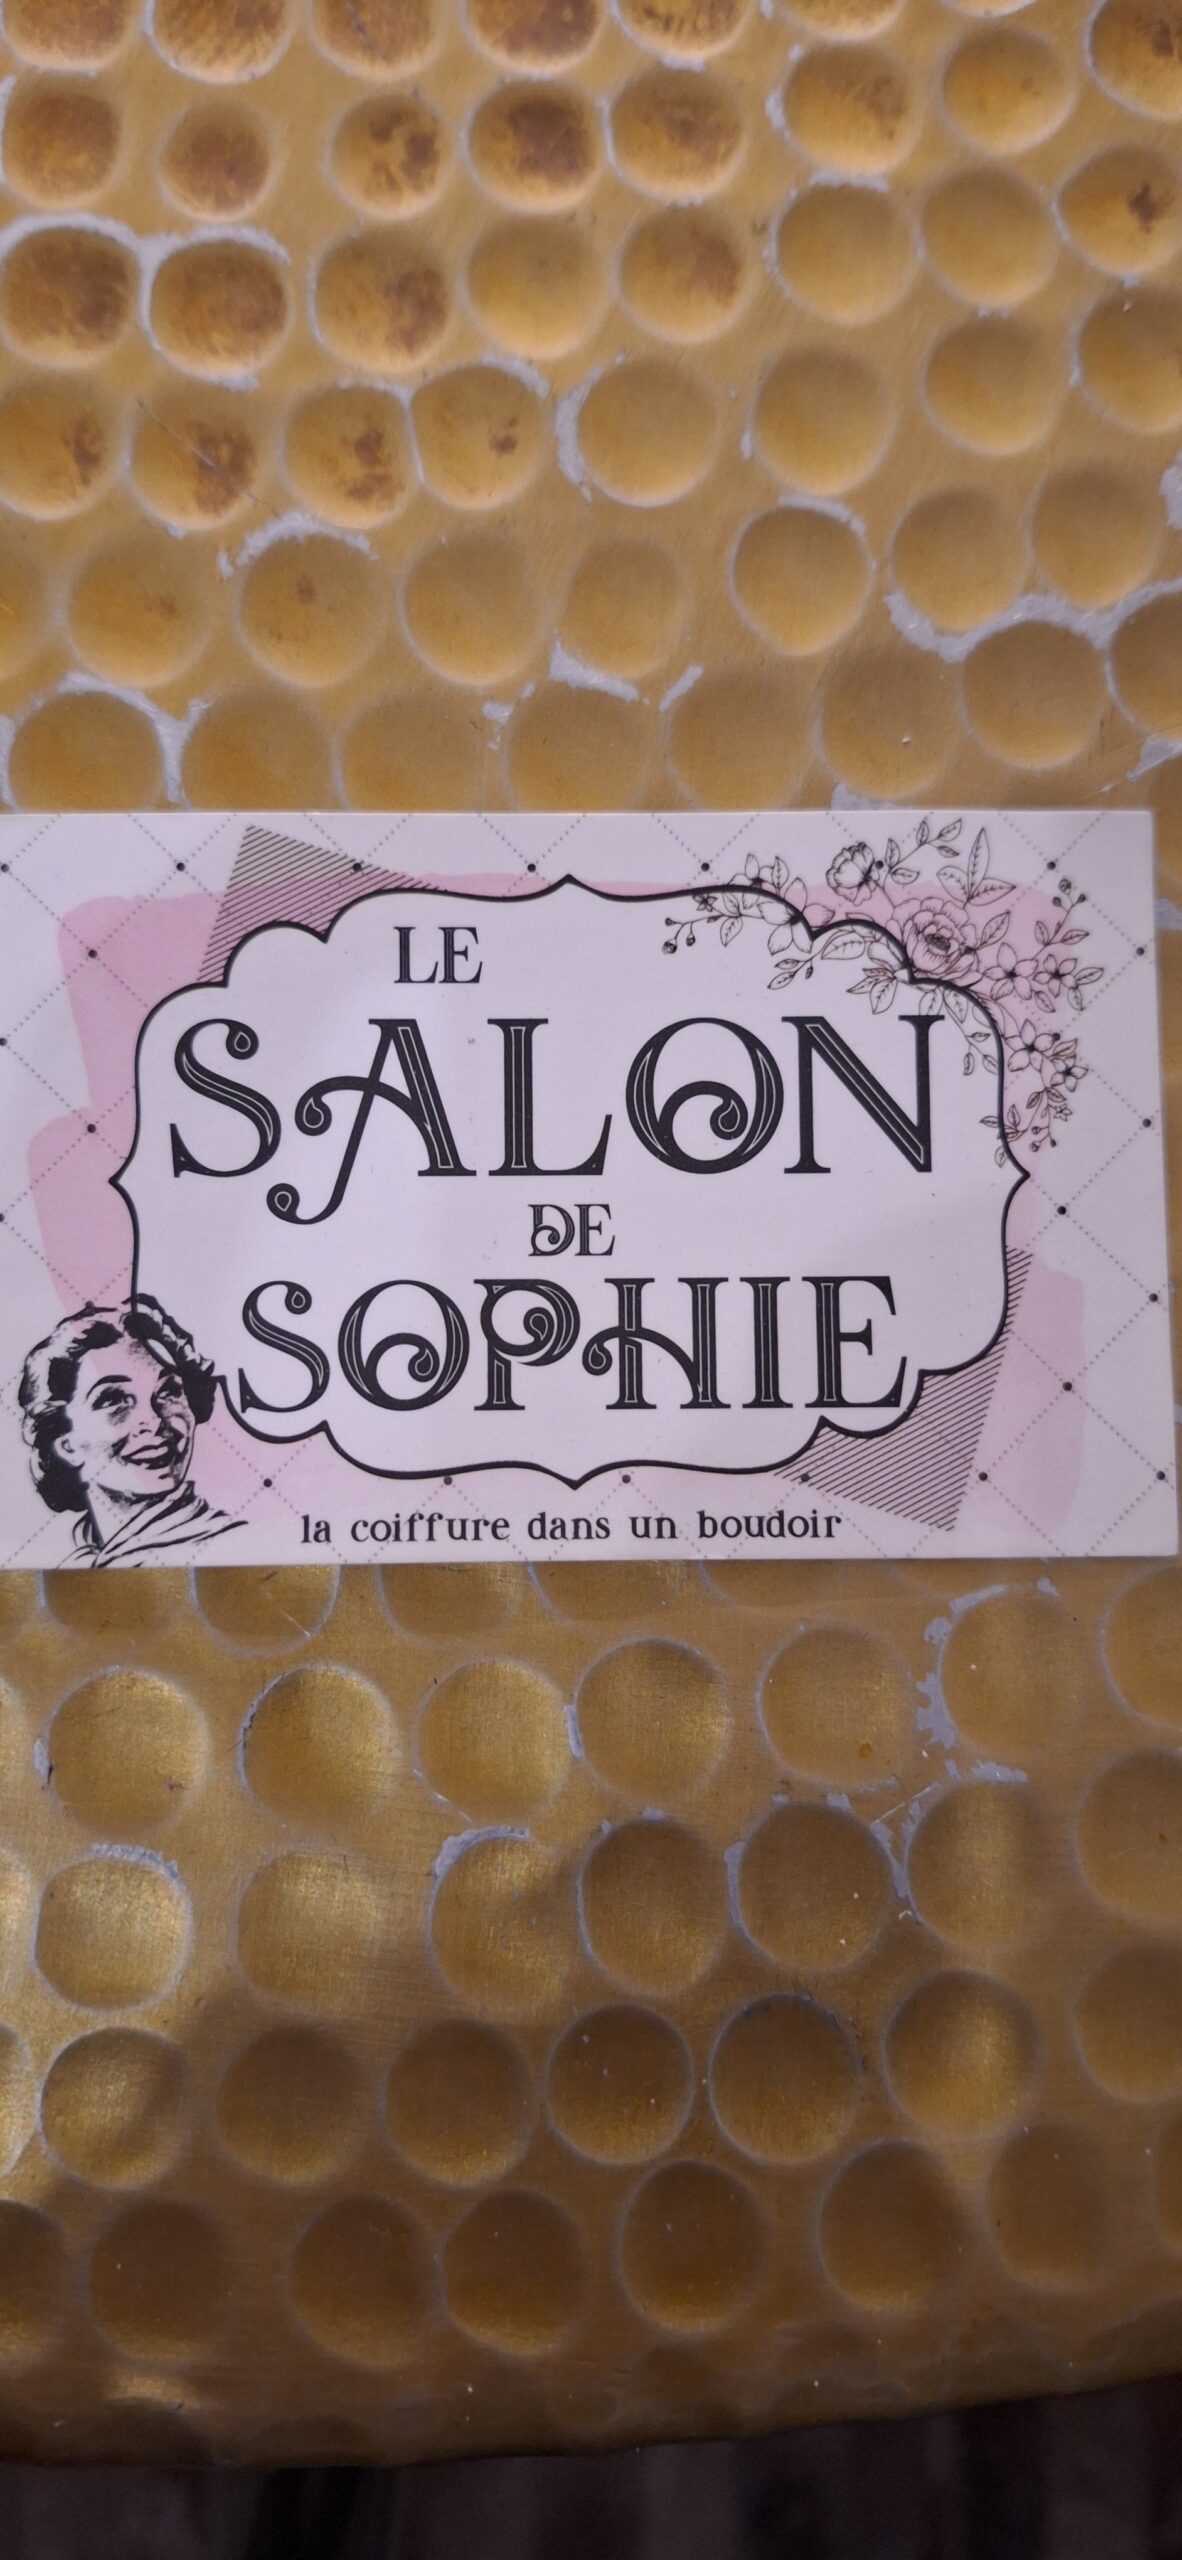 LE
SALON
DE
SOPHIE
la coiffure dans un boudoir